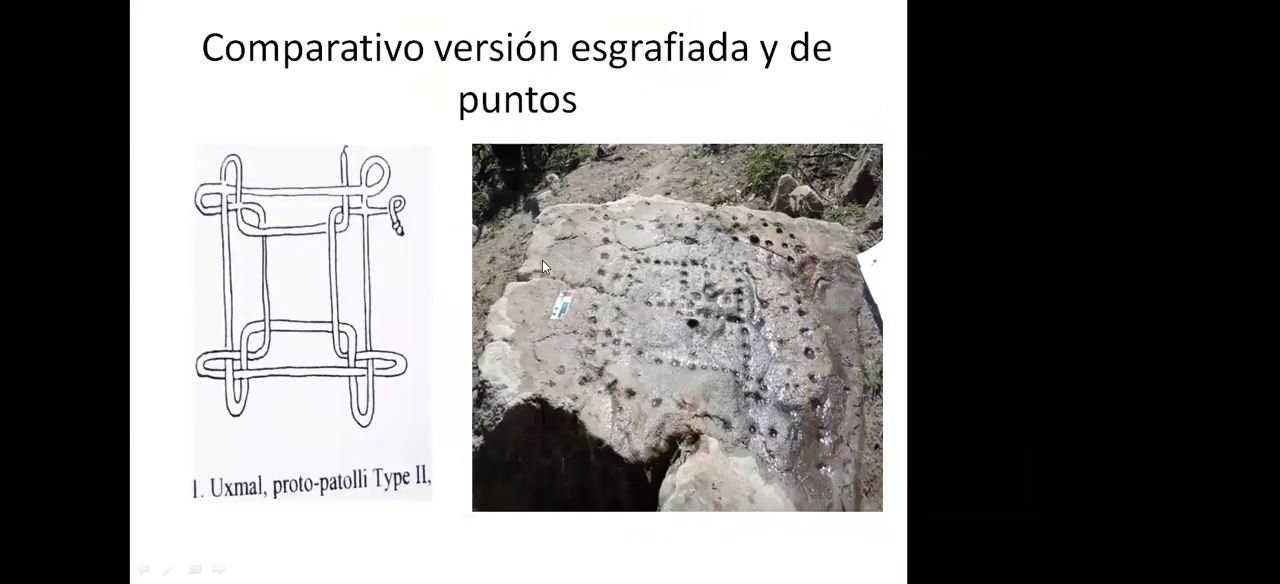 Comparativo versión esgrafiada y de
puntos
1. Uxmal, proto-patolli Type II,